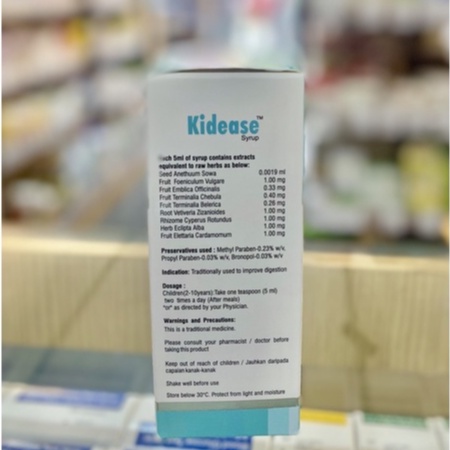 Kidease™
Syrup
Each 5ml of syrup contains extracts
equivalent to raw herbs as below:
Seed Anethuum Sowa 0.0019 ml
Fruit Foeniculum Vulgare 1.00 mg
Fruit Emblica Officinalis 0.33 mg
Fruit Terminalia Chebula 0.40 mg
Fruit Terminalia Belerica 0.26 mg
Root Vetiveria Zizanioides 1.00 mg
Rhizome Cyperus Rotundus 1.00 mg
Herb Eclipta Alba 1.00 mg
Fruit Elettaria Cardamomum 1.00 mg
Preservatives used : Methyl Paraben-0.23% w/v.
Propyl Paraben-0.03% w/v, Bronopol-0.03% w/v
Indication: Traditionally used to improve digestion
Dosage :
Children(2-10years):Take one teaspoon (5 ml)
two times a day (After meals)
"or" as directed by your Physician.
Warnings and Precautions:
This is a traditional medicine.
Please consult your pharmacist / doctor before
taking this product
Keep out of reach of children / Jauhkan daripada
capaian kanak-kanak
Shake well before use
Store below 30°C. Protect from light and moisture